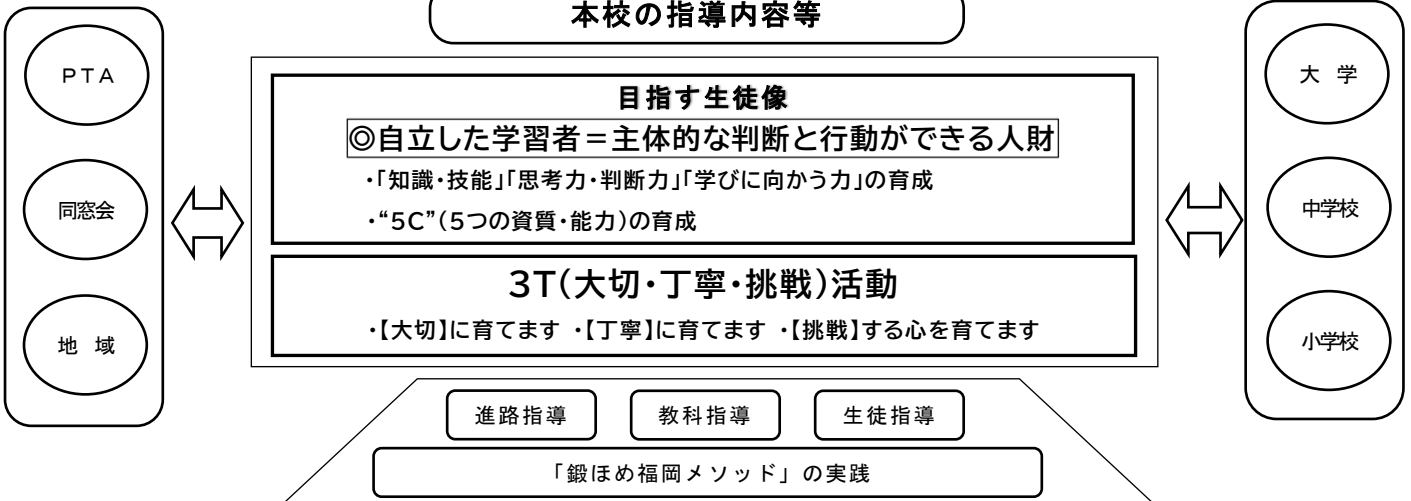 本校の指導内容等
PTA
同窓会
地 域
目指す生徒像
◎自立した学習者＝主体的な判断と行動ができる人財
・「知識・技能」「思考力・判断力」「学びに向かう力」の育成
・“5C”(5つの資質・能力)の育成
3T(大切・丁寧・挑戦)活動
・【大切】に育てます ・【丁寧】に育てます ・【挑戦】する心を育てます
大 学
中学校
小学校
進路指導
教科指導
生徒指導
「鍛ほめ福岡メソッド」の実践